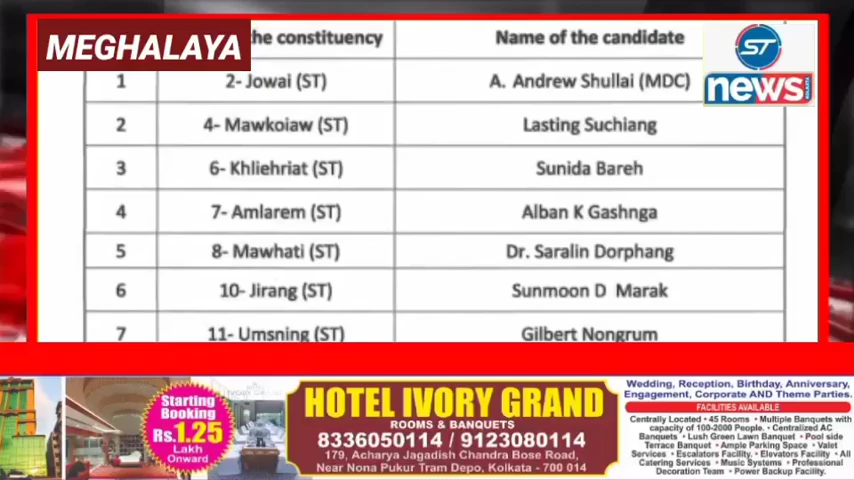 MEGHALAYA
the constituency
Name of the candidate
ST
news
1 2- Jowai (ST) A. Andrew Shullai (MDC)
2 4- Mawkoiaw (ST) Lasting Suchiang
3 6- Khliehriat (ST) Sunida Bareh
4 7- Amlarem (ST) Alban K Gashnga
5 8- Mawhati (ST) Dr. Saralin Dorphang
6 10- Jirang (ST) Sunmoon D Marak
7 11- Umsning (ST) Gilbert Nongrum
Starting
Booking
Rs.1.25
Lakh
Onward
HOTEL IVORY GRAND
ROOMS & BANQUETS
8336050114 / 9123080114
179, Acharya Jagadish Chandra Bose Road,
Near Nona Pukur Tram Depo, Kolkata - 700 014
Wedding, Reception, Birthday, Anniversary,
Engagement, Corporate AND Theme Parties.
FACILITIES AVAILABLE
Centrally Located • 45 Rooms • Multiple Banquets with
capacity of 100-2000 People. • Centralized AC
Banquets • Lush Green Lawn Banquet • Pool side
Terrace Banquet • Ample Parking Space • Valet
Services • Escalators Facility. • Elevators Facility • All
Catering Services • Music Systems • Professional
Decoration Team • Power Backup Facility.